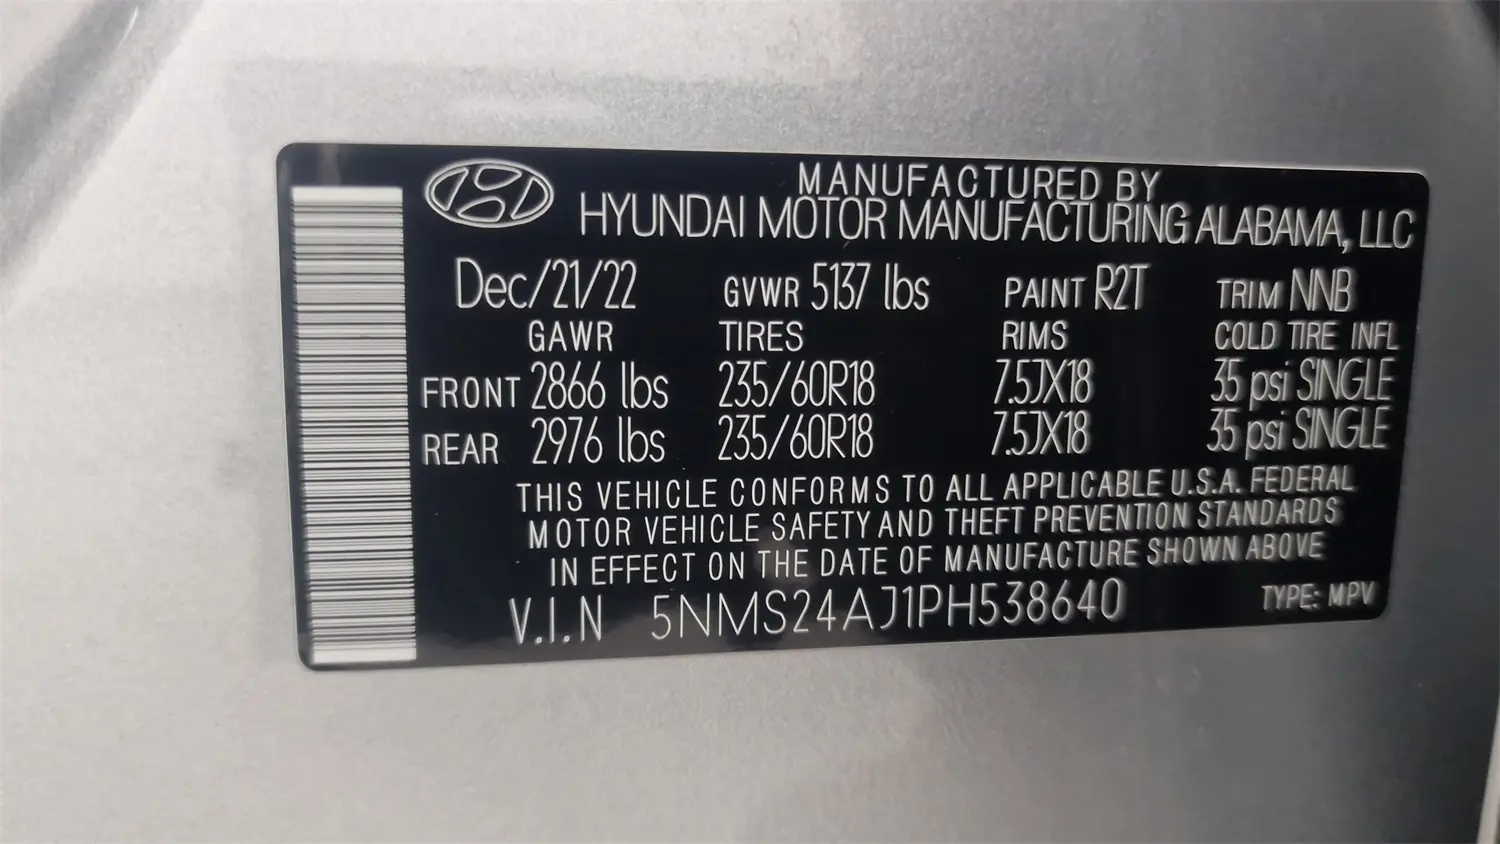 MANUFACTURED BY
HYUNDAI MOTOR MANUFACTURING ALABAMA, LLC
Dec/21/22 GVWR 5137 lbs PAINT R2T TRIM NNB
GAWR TIRES RIMS COLD TIRE INFL
FRONT 2866 lbs 235/60R18 7.5JX18 35 psi SINGLE
REAR 2976 lbs 235/60R18 7.5JX18 35 psi SINGLE
THIS VEHICLE CONFORMS TO ALL APPLICABLE U.S.A. FEDERAL
MOTOR VEHICLE SAFETY AND THEFT PREVENTION STANDARDS
IN EFFECT ON THE DATE OF MANUFACTURE SHOWN ABOVE
V.I.N 5NMS24AJ1PH538640 TYPE: MPV